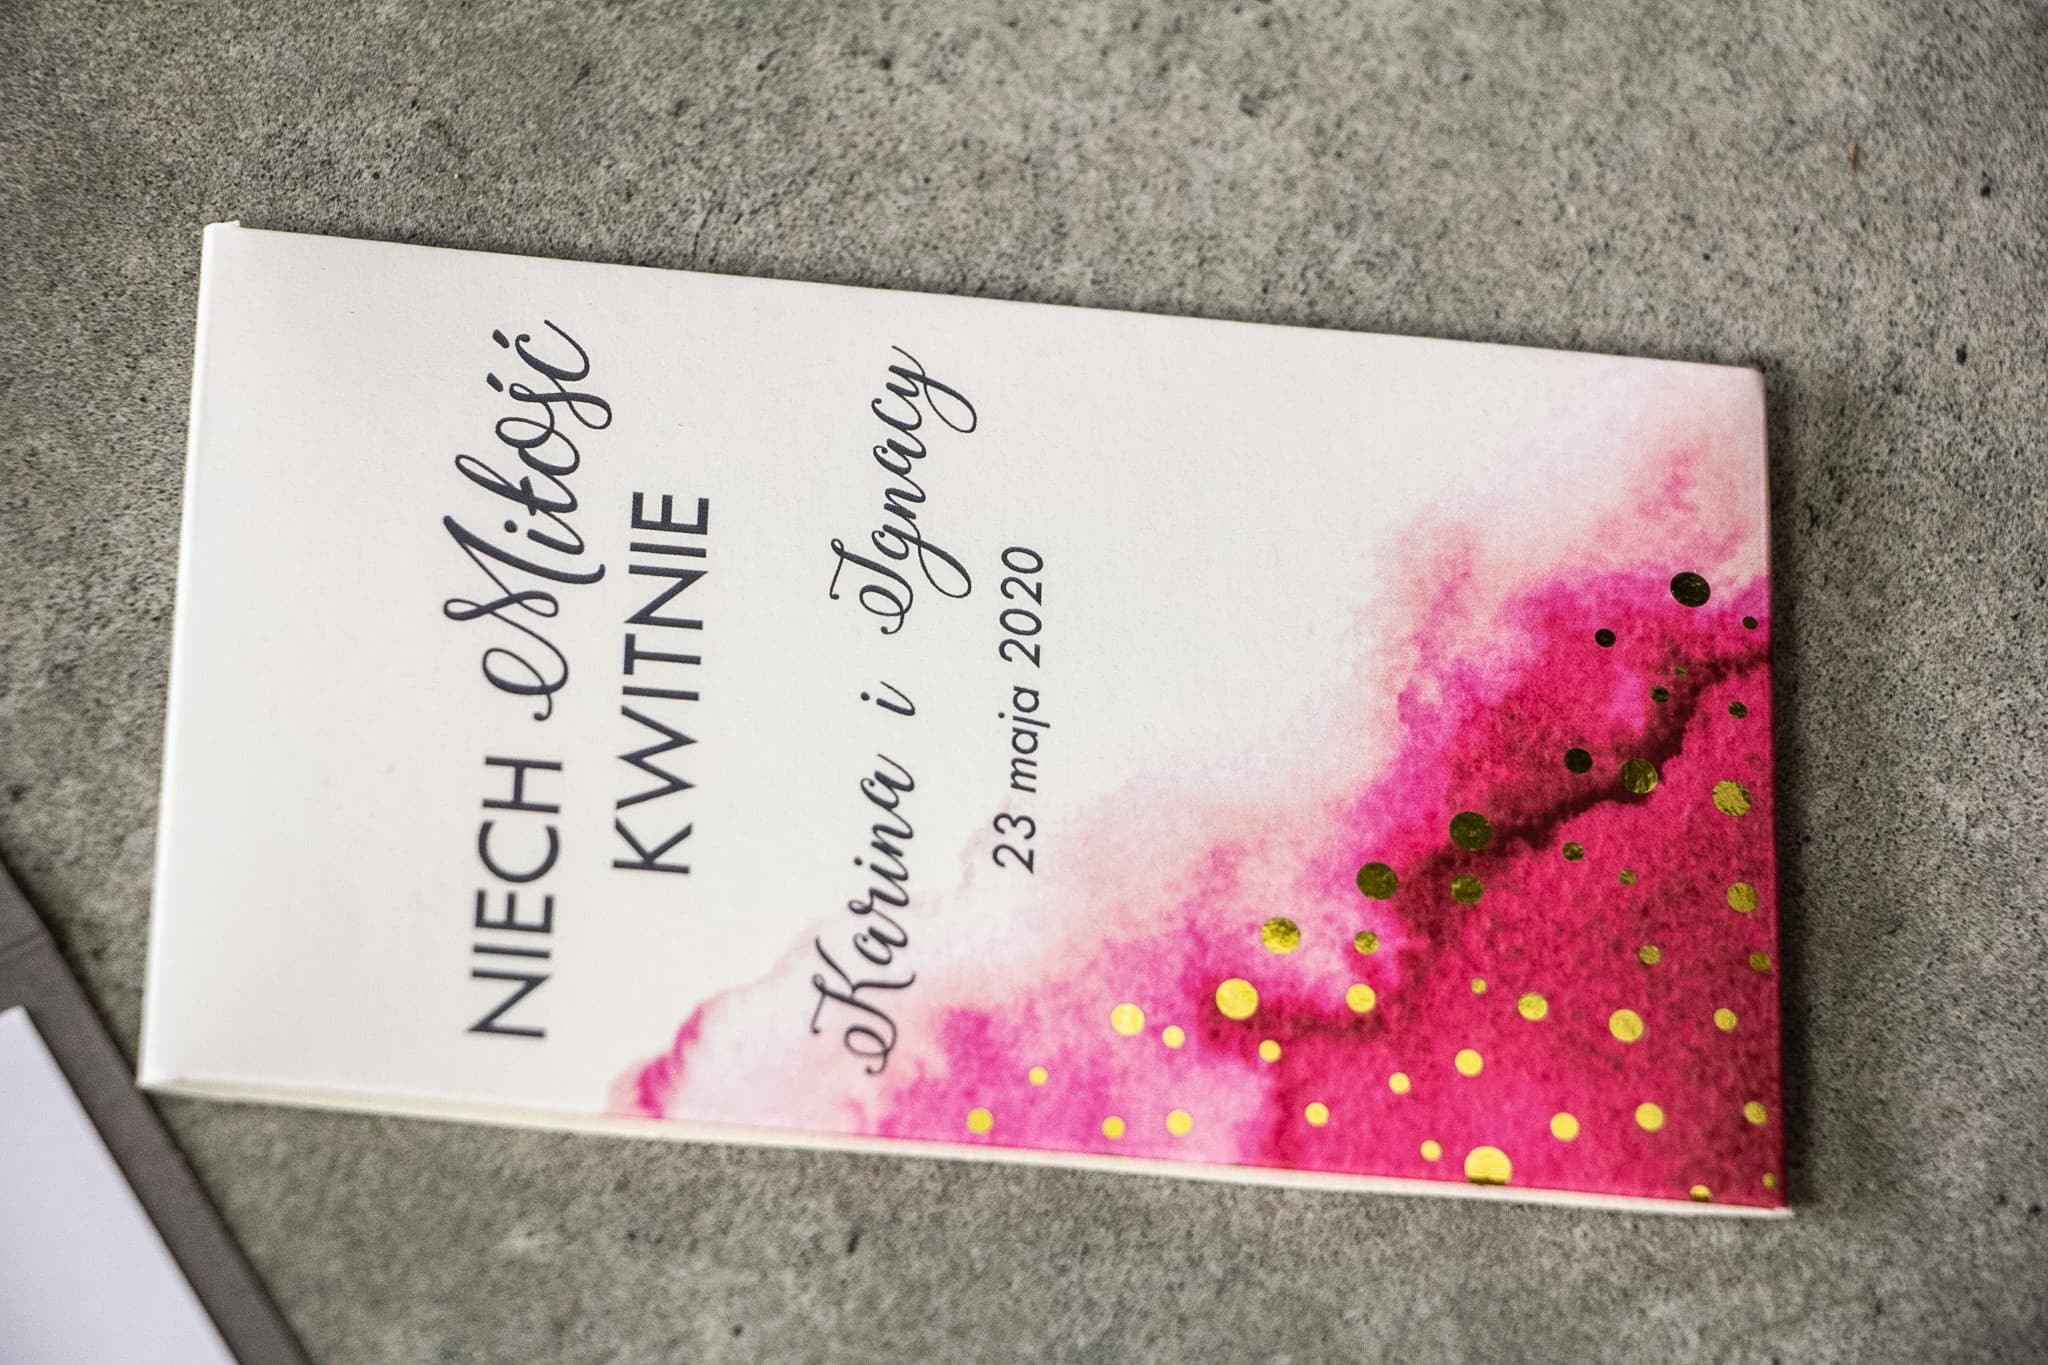 NIECH Miłość
KWITNIE
Karina i Ignacy
23 maja 2020